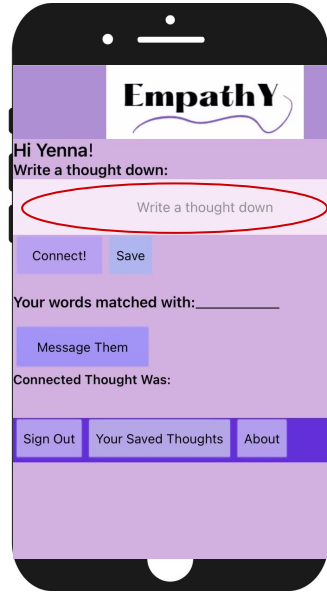 EmpathY
Hi Yenna!
Write a thought down:
Write a thought down
Connect! Save
Your words matched with:___________
Message Them
Connected Thought Was:
Sign Out Your Saved Thoughts About